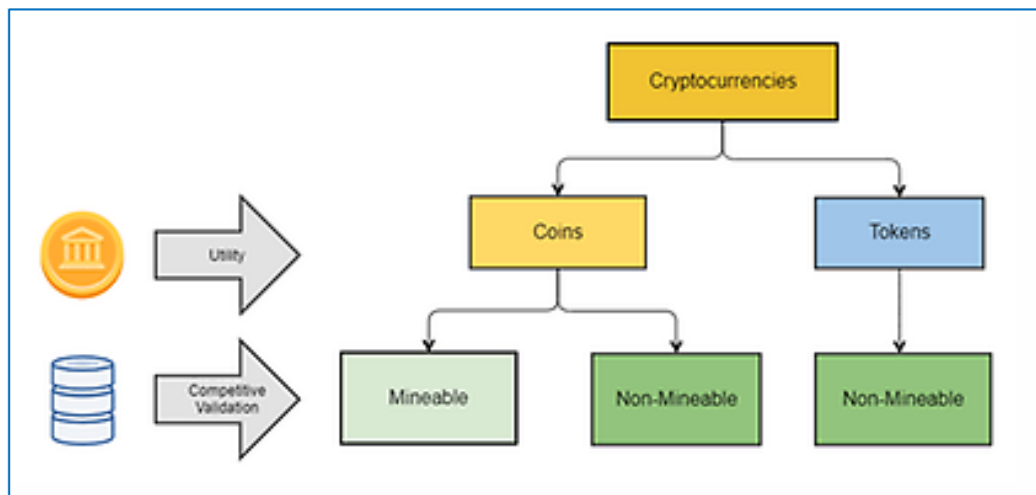 Cryptocurrencies
Utility
Coins
Tokens
Competitive
Validation
Mineable
Non-Mineable
Non-Mineable